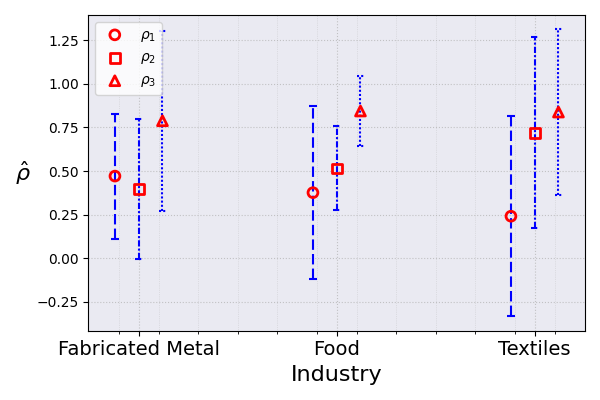 ρ₁
ρ₂
ρ₃
1.25
1.00
0.75
0.50
0.25
0.00
−0.25
ρ̂
Fabricated Metal Food Textiles
Industry